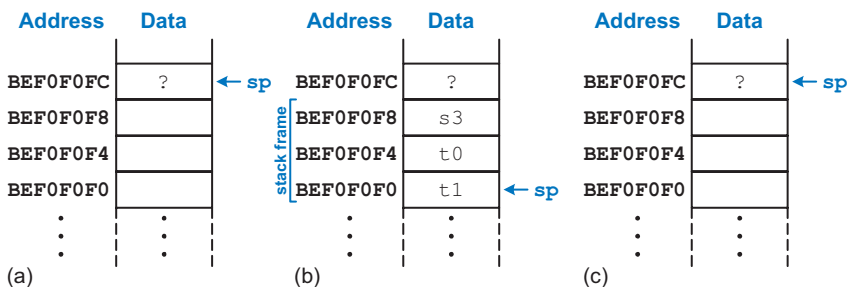 Address Data Address Data Address Data
BEF0F0FC ? sp BEF0F0FC ? BEF0F0FC ? sp
BEF0F0F8 stack frame BEF0F0F8 s3 BEF0F0F8
BEF0F0F4 BEF0F0F4 t0 BEF0F0F4
BEF0F0F0 BEF0F0F0 t1 sp BEF0F0F0
(a) (b) (c)